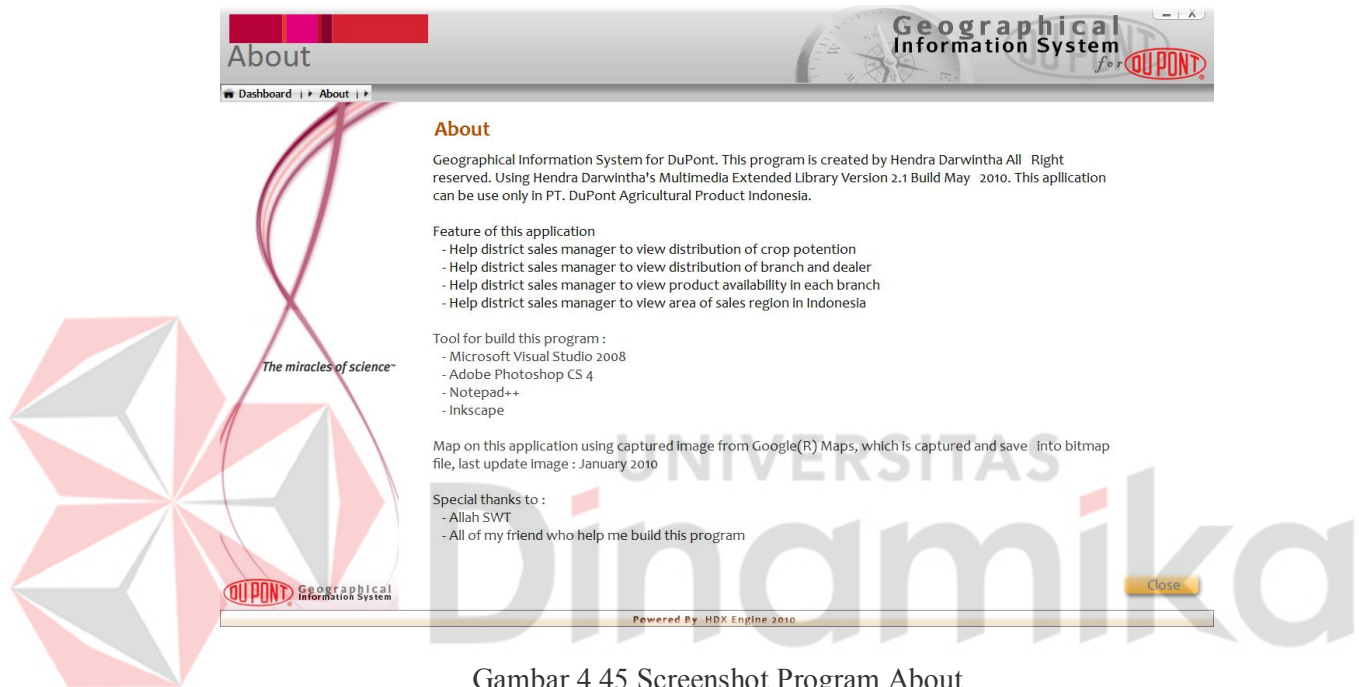 About
Geographical
Information System
for DUPONT
Dashboard About
About
Geographical Information System for DuPont. This program is created by Hendra Darwintha All Right
reserved. Using Hendra Darwintha's Multimedia Extended Library Version 2.1 Build May 2010. This apllication
can be use only in PT. DuPont Agricultural Product Indonesia.
Feature of this application
- Help district sales manager to view distribution of crop potention
- Help district sales manager to view distribution of branch and dealer
- Help district sales manager to view product availability in each branch
- Help district sales manager to view area of sales region in Indonesia
Tool for build this program :
- Microsoft Visual Studio 2008
- Adobe Photoshop CS 4
- Notepad++
- Inkscape
The miracles of science™
Map on this application using captured image from Google(R) Maps, which is captured and save into bitmap
file, last update image : January 2010
Special thanks to :
- Allah SWT
- All of my friend who help me build this program
UNIVERSITAS
Dinamika
DUPONT Geographical
Information System
Close
Powered By HDX Engine 2010
Gambar 4.45 Screenshot Program About